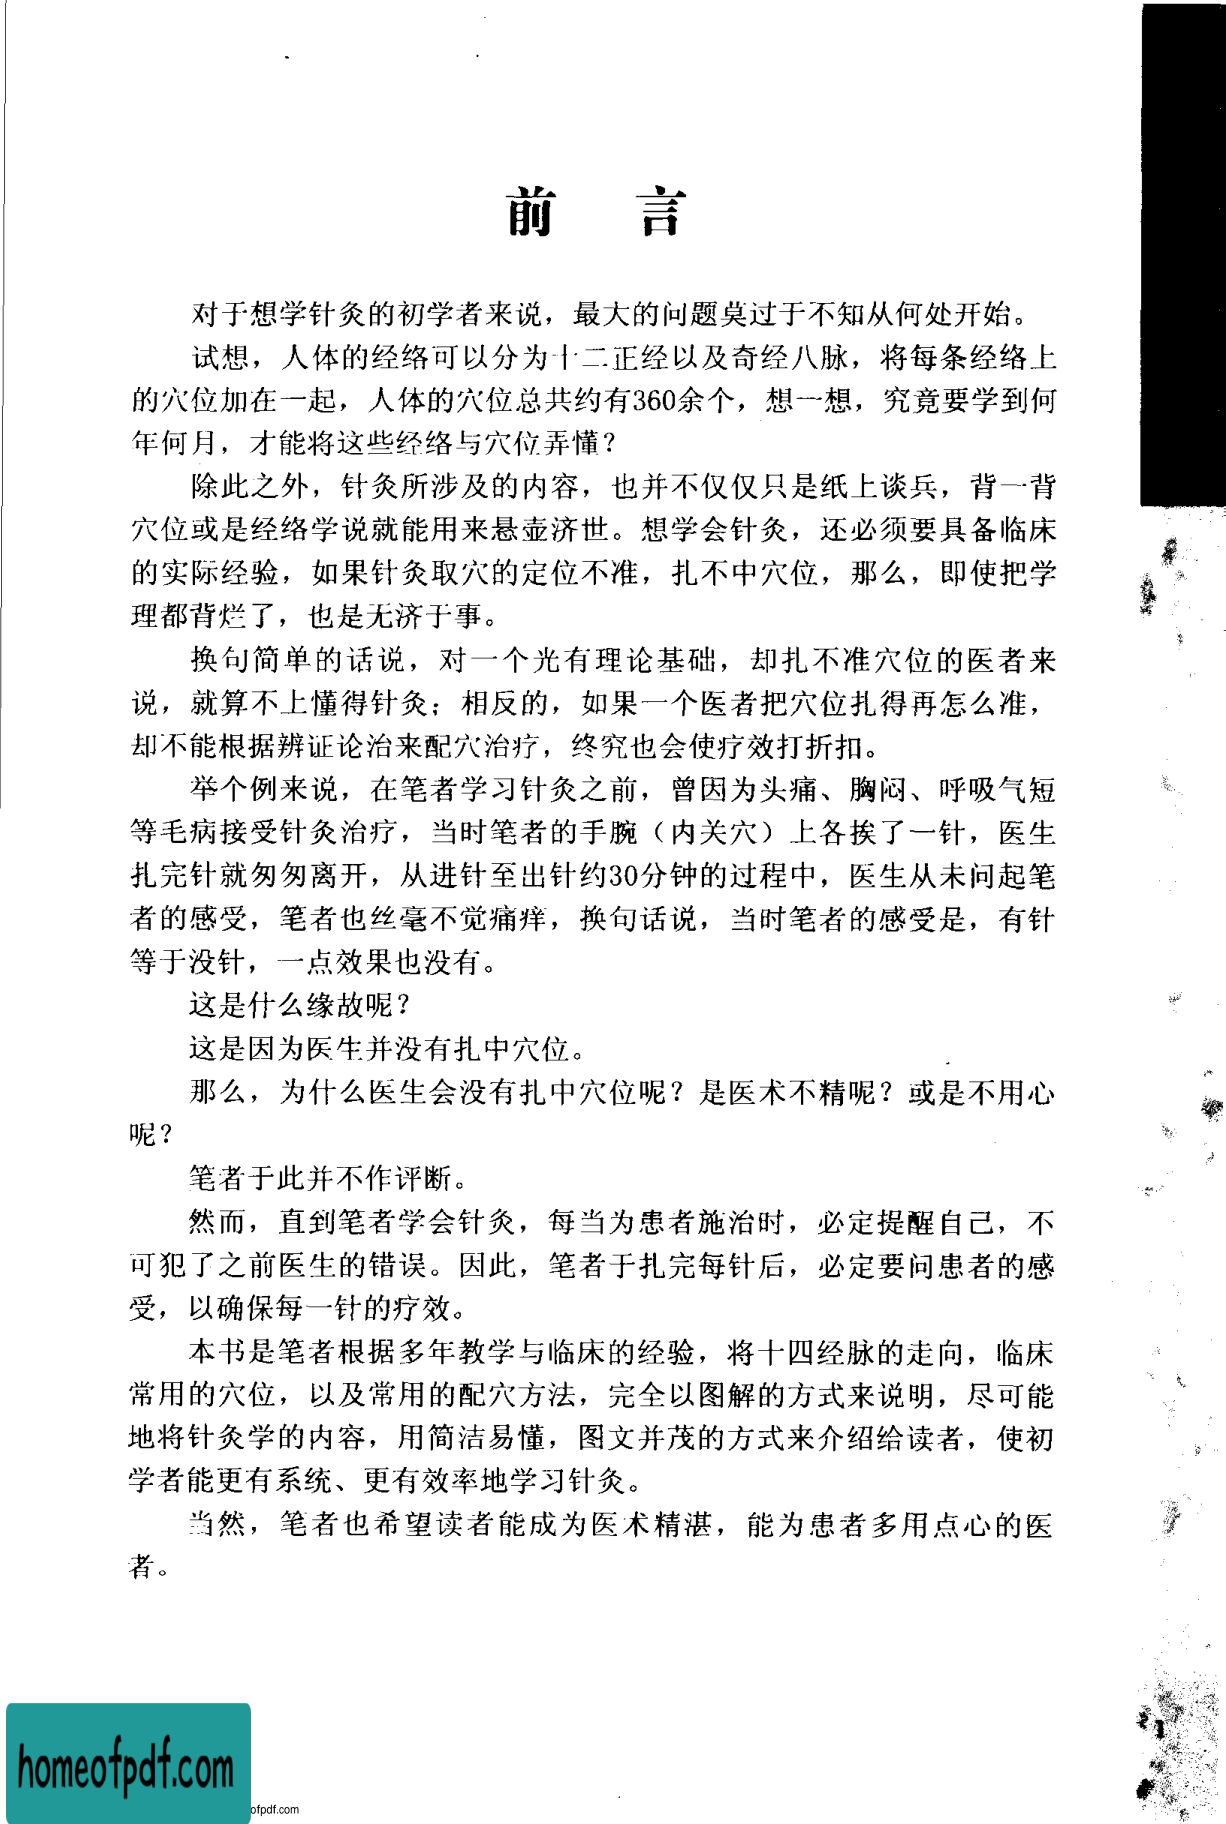 前言
对于想学针灸的初学者来说，最大的问题莫过于不知从何处开始。
试想，人体的经络可以分为十二正经以及奇经八脉，将每条经络上
的穴位加在一起，人体的穴位总共约有360余个，想一想，究竟要学到何
年何月，才能将这些经络与穴位弄懂？
除此之外，针灸所涉及的内容，也并不仅仅只是纸上谈兵，背一背
穴位或是经络学说就能用来悬壶济世。想学会针灸，还必须要具备临床
的实际经验，如果针灸取穴的定位不准，扎不中穴位，那么，即使把学
理都背烂了，也是无济于事。
换句简单的话说，对一个光有理论基础，却扎不准穴位的医者来
说，就算不上懂得针灸；相反的，如果一个医者把穴位扎得再怎么准，
却不能根据辨证论治来配穴治疗，终究也会使疗效打折扣。
举个例来说，在笔者学习针灸之前，曾因为头痛、胸闷、呼吸气短
等毛病接受针灸治疗，当时笔者的手腕（内关穴）上各挨了一针，医生
扎完针就匆匆离开，从进针至出针约30分钟的过程中，医生从未问起笔
者的感受，笔者也丝毫不觉痛痒，换句话说，当时笔者的感受是，有针
等于没针，一点效果也没有。
这是什么缘故呢？
这是因为医生并没有扎中穴位。
那么，为什么医生会没有扎中穴位呢？是医术不精呢？或是不用心
呢？
笔者于此并不作评断。
然而，直到笔者学会针灸，每当为患者施治时，必定提醒自己，不
可犯了之前医生的错误。因此，笔者于扎完每针后，必定要问患者的感
受，以确保每一针的疗效。
本书是笔者根据多年教学与临床的经验，将十四经脉的走向，临床
常用的穴位，以及常用的配穴方法，完全以图解的方式来说明，尽可能
地将针灸学的内容，用简洁易懂，图文并茂的方式来介绍给读者，使初
学者能更有系统、更有效率地学习针灸。
当然，笔者也希望读者能成为医术精湛，能为患者多用点心的医
者。
1
homeofpdf.com
ofpdf.com